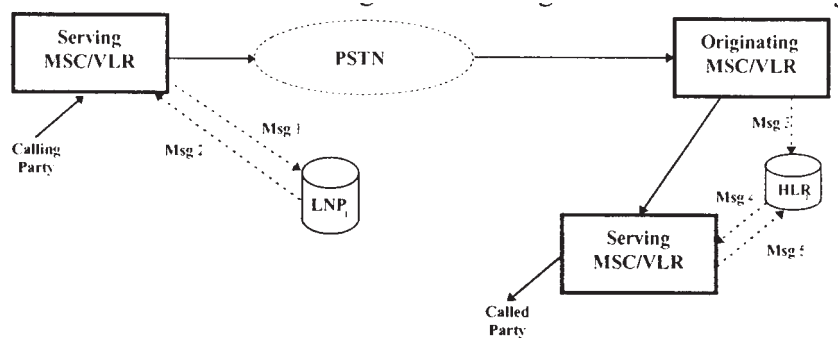 Serving
MSC/VLR
PSTN
Originating
MSC/VLR
Msg 1
Msg 2
Calling
Party
LNP
Msg 3
HLR
Msg 4
Msg 5
Serving
MSC/VLR
Called
Party